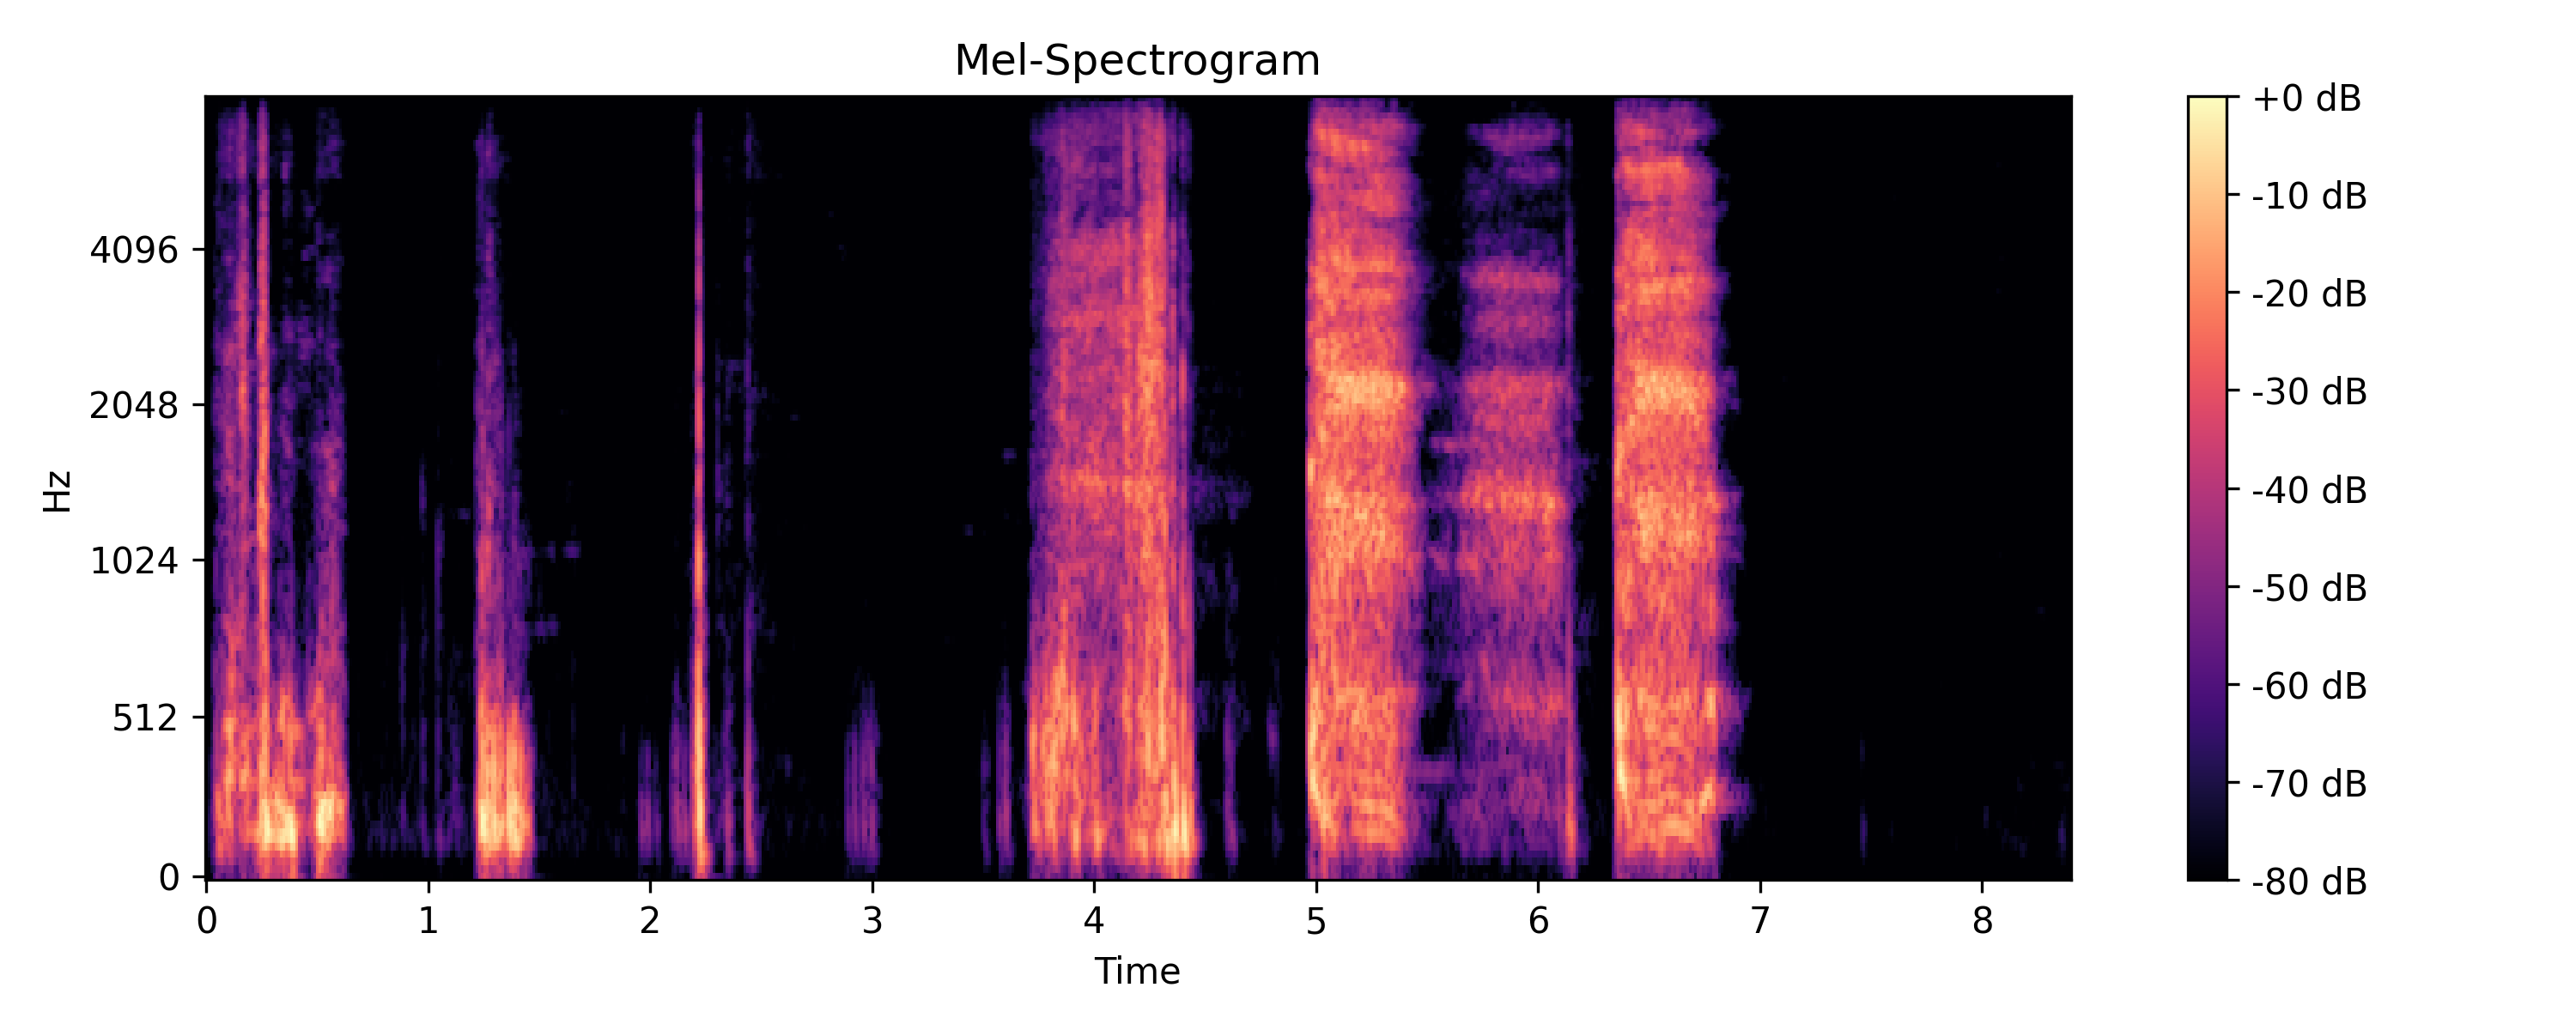 Mel-Spectrogram
+0 dB
-10 dB
-20 dB
-30 dB
-40 dB
-50 dB
-60 dB
-70 dB
-80 dB
4096
2048
1024
512
0
Hz
0 1 2 3 4 5 6 7 8
Time